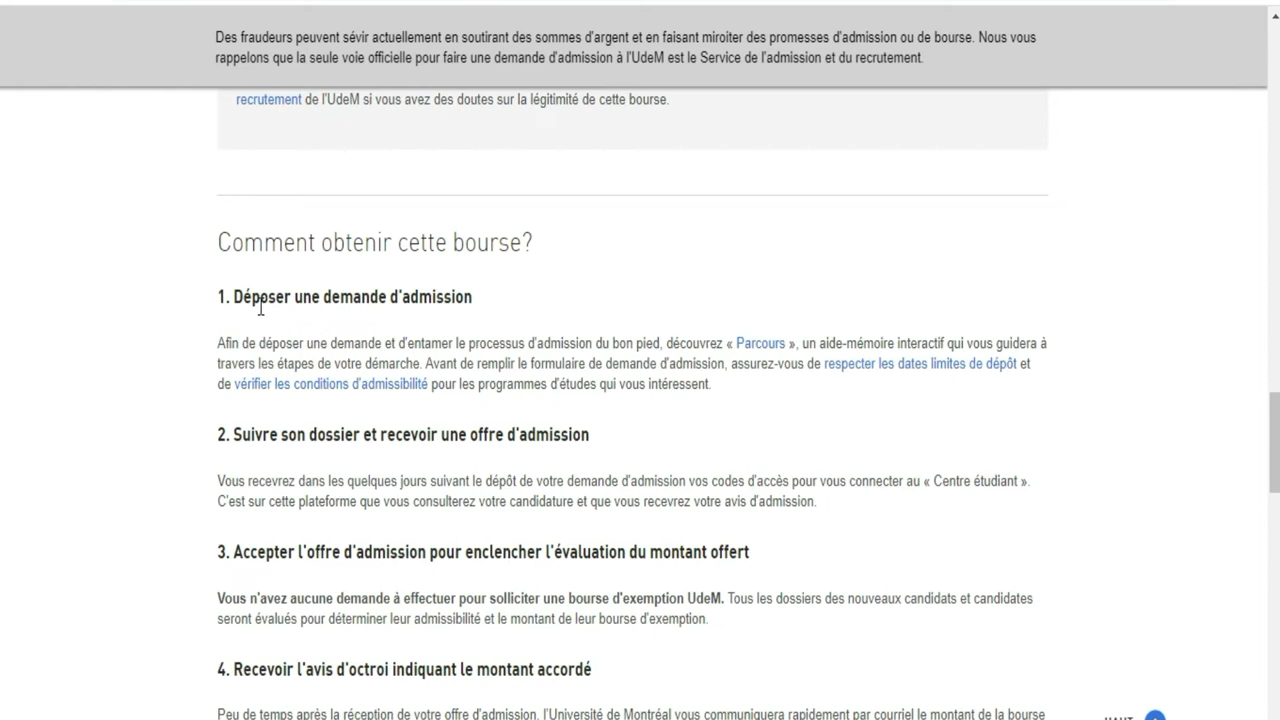 Des fraudeurs peuvent sévir actuellement en soutirant des sommes d'argent et en faisant miroiter des promesses d'admission ou de bourse. Nous vous
rappelons que la seule voie officielle pour faire une demande d'admission à l'UdeM est le Service de l'admission et du recrutement.
recrutement de l'UdeM si vous avez des doutes sur la légitimité de cette bourse.
Comment obtenir cette bourse?
1. Déposer une demande d'admission
Afin de déposer une demande et d'entamer le processus d'admission du bon pied, découvrez « Parcours », un aide-mémoire interactif qui vous guidera à
travers les étapes de votre démarche. Avant de remplir le formulaire de demande d'admission, assurez-vous de respecter les dates limites de dépôt et
de vérifier les conditions d'admissibilité pour les programmes d'études qui vous intéressent.
2. Suivre son dossier et recevoir une offre d'admission
Vous recevrez dans les quelques jours suivant le dépôt de votre demande d'admission vos codes d'accès pour vous connecter au « Centre étudiant ».
C'est sur cette plateforme que vous consulterez votre candidature et que vous recevrez votre avis d'admission.
3. Accepter l'offre d'admission pour enclencher l'évaluation du montant offert
Vous n'avez aucune demande à effectuer pour solliciter une bourse d'exemption UdeM. Tous les dossiers des nouveaux candidats et candidates
seront évalués pour déterminer leur admissibilité et le montant de leur bourse d'exemption.
4. Recevoir l'avis d'octroi indiquant le montant accordé
Peu de temps après la réception de votre offre d'admission, l'Université de Montréal vous communiquera rapidement par courriel le montant de la bourse
HAUT